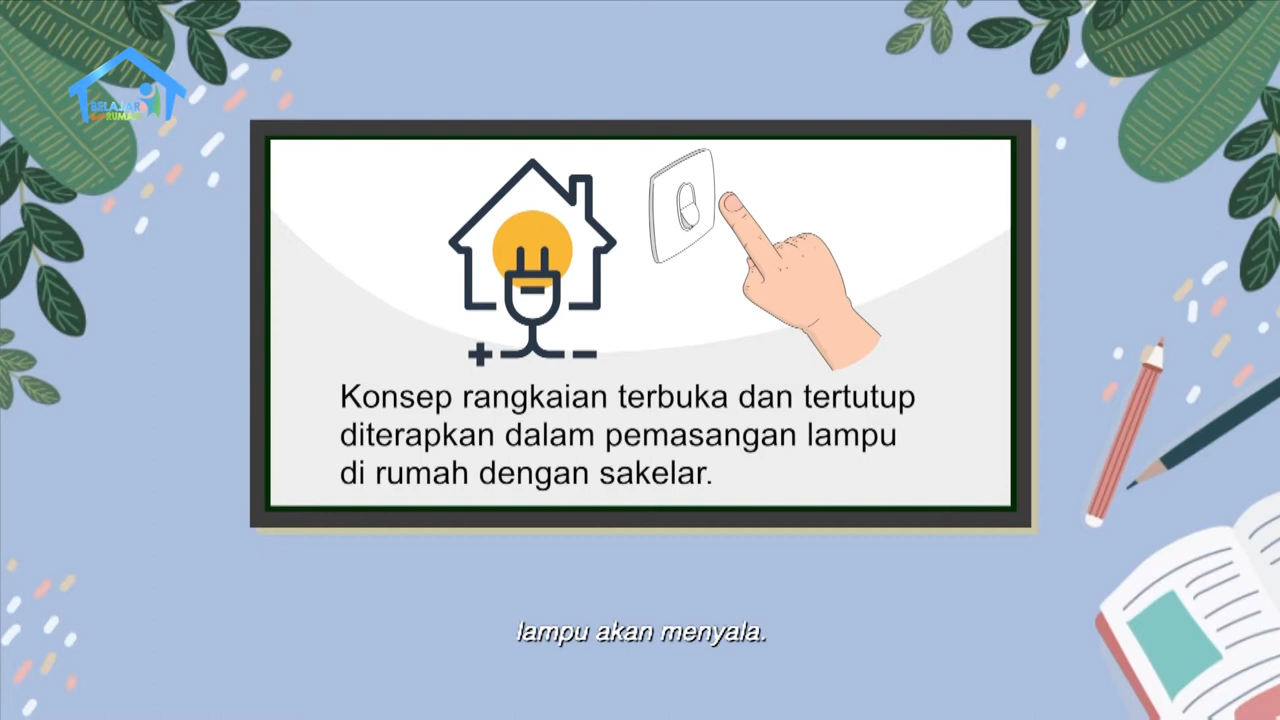 BELAJAR
RUMAH
Konsep rangkaian terbuka dan tertutup
diterapkan dalam pemasangan lampu
di rumah dengan sakelar.
lampu akan menyala.